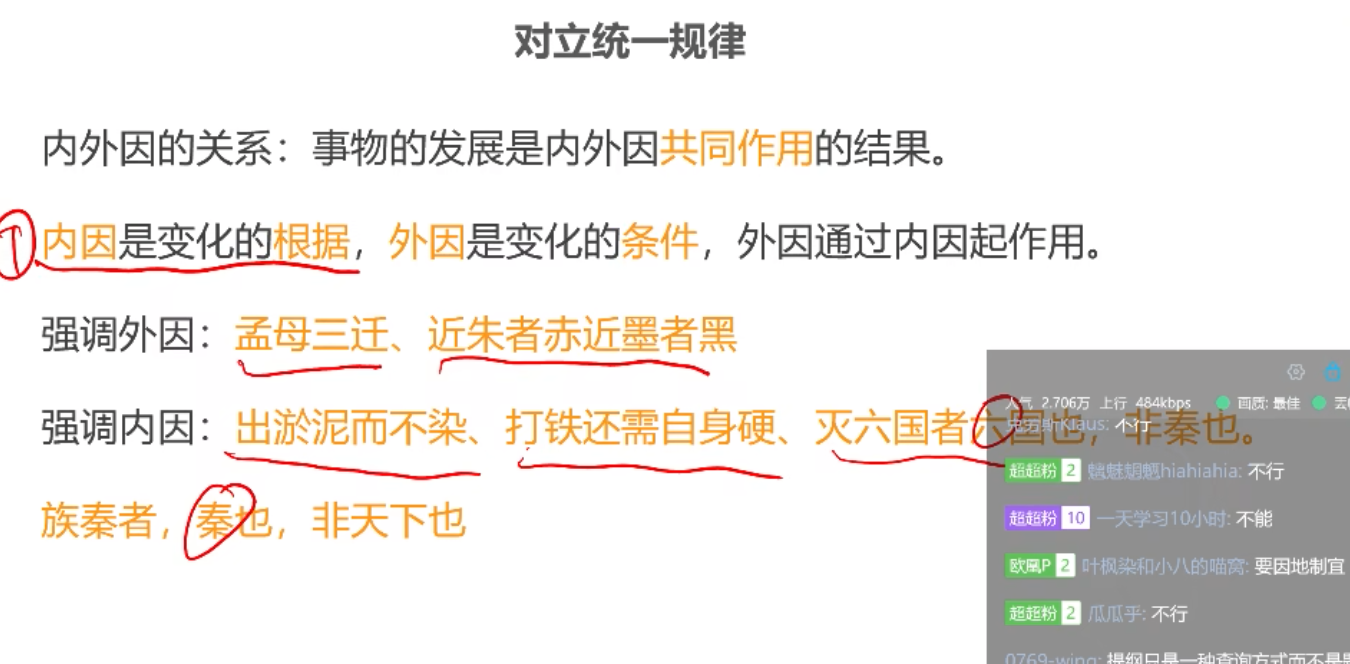 对立统一规律
内外因的关系：事物的发展是内外因共同作用的结果。
① 内因是变化的根据，外因是变化的条件，外因通过内因起作用。
强调外因：孟母三迁、近朱者赤近墨者黑
强调内因：出淤泥而不染、打铁还需自身硬、灭六国者六国也，非秦也。
族秦者，秦也，非天下也
人气 2.706万 上行 484kbps 画质: 最佳
Klaus: 不行
超超粉 2 魑魅魍魉hiahiahia: 不行
超超粉 10 一天学习10小时: 不能
欧凰P 2 叶枫染和小八的喵窝: 要因地制宜
超超粉 2 瓜瓜乎: 不行
0769-wing: 提纲只是一种查询方式而不是